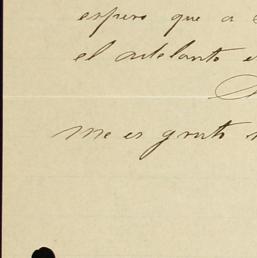 espero que a
el adelanto
me es grato